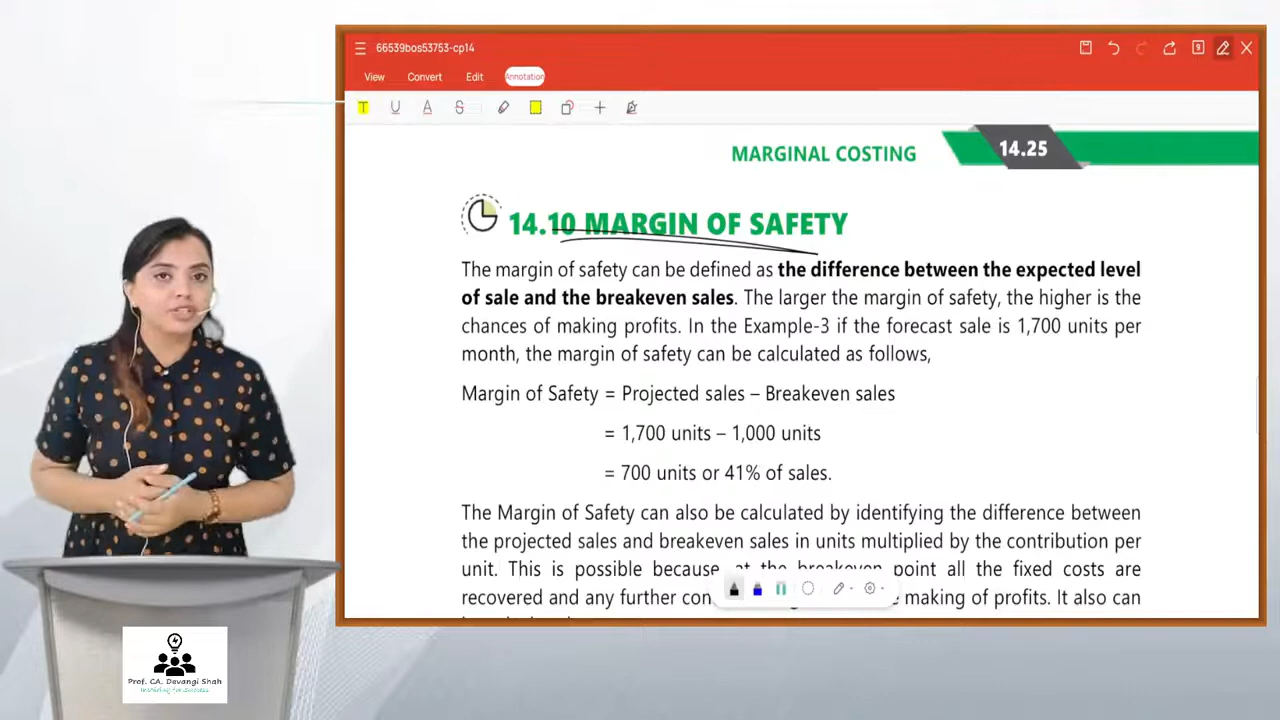 66539bos53753-cp14
View Convert Edit Annotation
MARGINAL COSTING 14.25
14.10 MARGIN OF SAFETY
The margin of safety can be defined as the difference between the expected level
of sale and the breakeven sales. The larger the margin of safety, the higher is the
chances of making profits. In the Example-3 if the forecast sale is 1,700 units per
month, the margin of safety can be calculated as follows,
Margin of Safety = Projected sales – Breakeven sales
= 1,700 units – 1,000 units
= 700 units or 41% of sales.
The Margin of Safety can also be calculated by identifying the difference between
the projected sales and breakeven sales in units multiplied by the contribution per
unit. This is possible because at the breakeven point all the fixed costs are
recovered and any further making of profits. It also can
Prof. CA. Devangi Shah